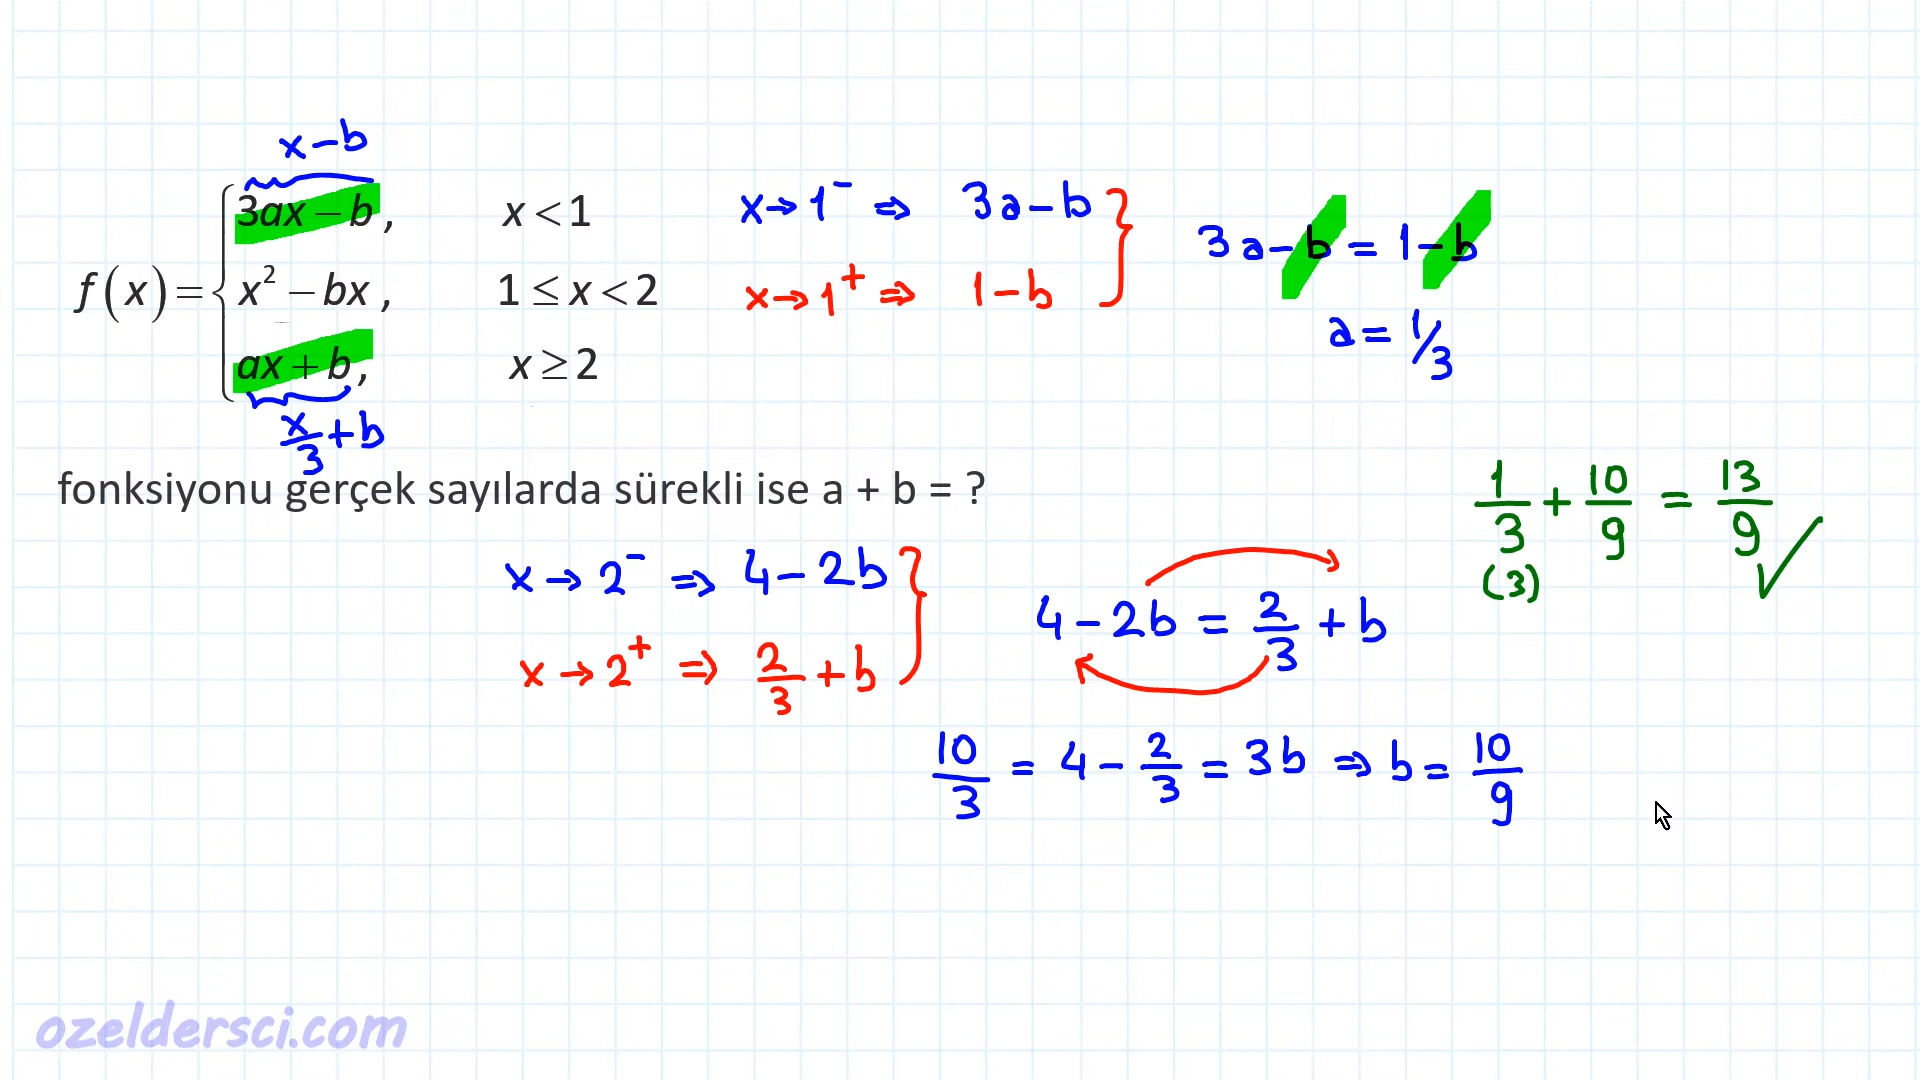 x - b
f(x) = { 3ax - b, x < 1
x² - bx, 1 ≤ x < 2
ax + b, x ≥ 2
x/3 + b
x → 1⁻ ⇒ 3a - b
x → 1⁺ ⇒ 1 - b
3a - b = 1 - b
a = 1/3
fonksiyonu gerçek sayılarda sürekli ise a + b = ?
x → 2⁻ ⇒ 4 - 2b
x → 2⁺ ⇒ 2/3 + b
4 - 2b = 2/3 + b
10/3 = 4 - 2/3 = 3b ⇒ b = 10/9
1/3 + 10/9 = 13/9
(3)
ozeldersci.com